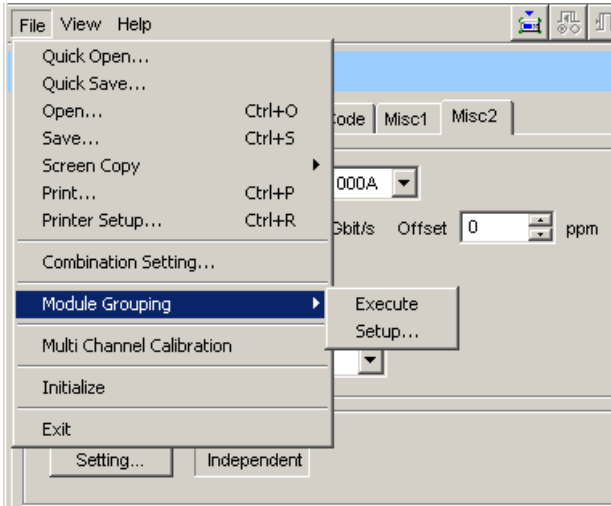 File View Help
Quick Open...
Quick Save...
Open... Ctrl+O
Save... Ctrl+S
Screen Copy
Print... Ctrl+P
Printer Setup... Ctrl+R
Combination Setting...
Module Grouping
Multi Channel Calibration
Initialize
Exit
Execute
Setup...
Misc1 Misc2
000A
Gbit/s Offset 0 ppm
Setting... Independent